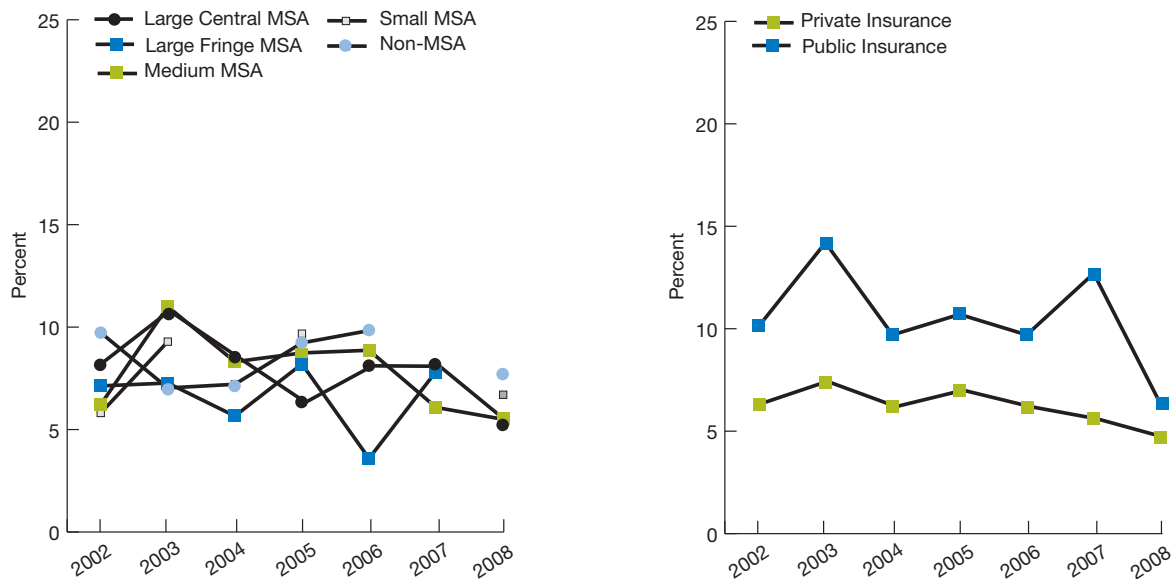 Large Central MSA
Small MSA
Large Fringe MSA
Non-MSA
Medium MSA
25
20
15
10
5
0
Percent
2002 2003 2004 2005 2006 2007 2008
Private Insurance
Public Insurance
25
20
15
10
5
0
Percent
2002 2003 2004 2005 2006 2007 2008